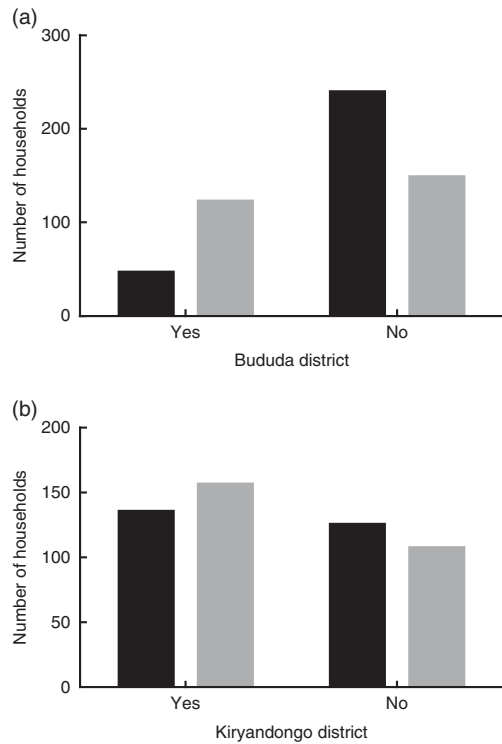 (a)
300
200
100
0
Number of households
Yes No
Bududa district
(b)
200
150
100
50
0
Number of households
Yes No
Kiryandongo district